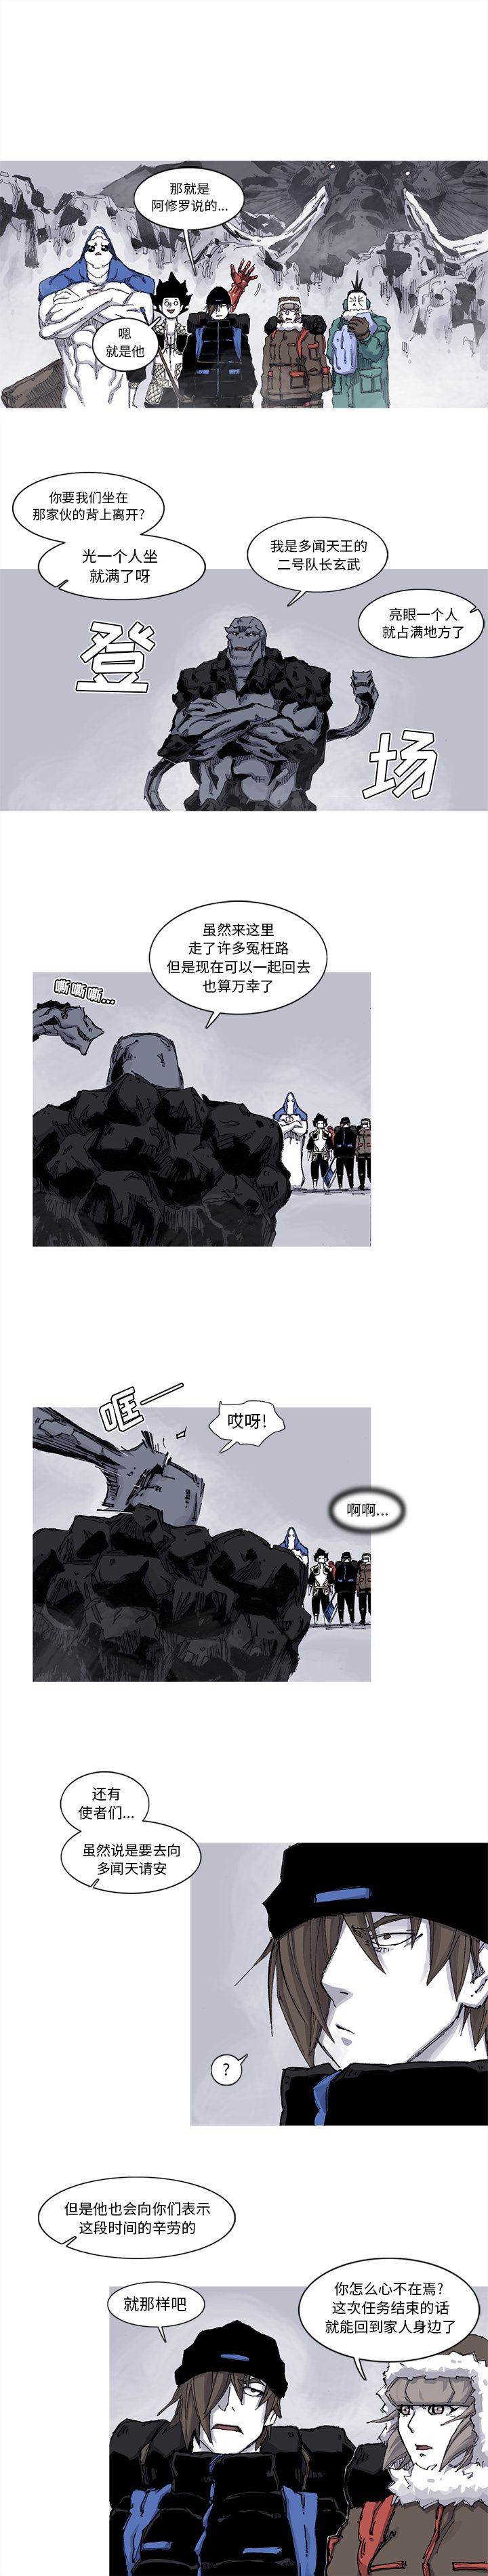 那就是
阿修罗说的...
嗯
就是他
你要我们坐在
那家伙的背上离开?
光一个人坐
就满了呀
我是多闻天王的
二号队长玄武
亮眼一个人
就占满地方了
登
场
虽然来这里
走了许多冤枉路
但是现在可以一起回去
也算万幸了
嘶嘶嘶...
哐一
哎呀!
啊啊...
还有
使者们...
虽然说是要去向
多闻天请安
?
但是他也会向你们表示
这段时间的辛劳的
就那样吧
你怎么心不在焉?
这次任务结束的话
就能回到家人身边了